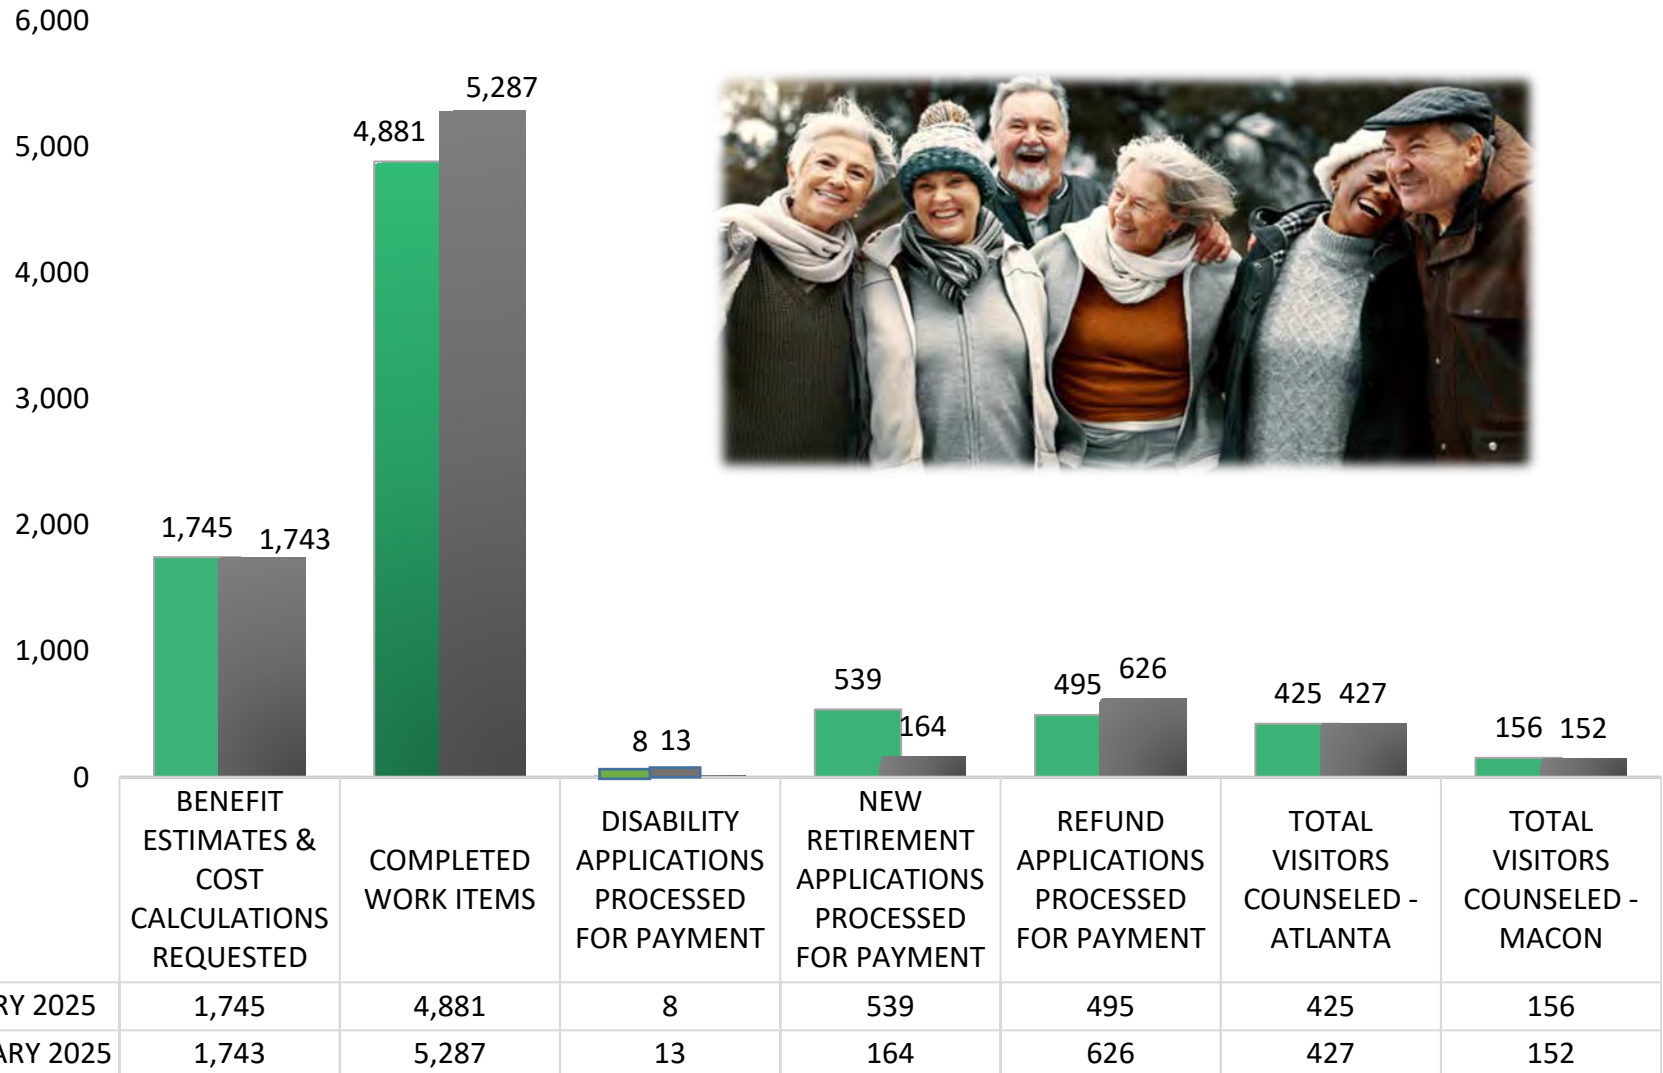 6,000
5,000
4,000
3,000
2,000
1,000
0
1,745
1,743
4,881
5,287
8
13
539
164
495
626
425
427
156
152
BENEFIT
ESTIMATES &
COST
CALCULATIONS
REQUESTED
COMPLETED
WORK ITEMS
DISABILITY
APPLICATIONS
PROCESSED
FOR PAYMENT
NEW
RETIREMENT
APPLICATIONS
PROCESSED
FOR PAYMENT
REFUND
APPLICATIONS
PROCESSED
FOR PAYMENT
TOTAL
VISITORS
COUNSELED -
ATLANTA
TOTAL
VISITORS
COUNSELED -
MACON
RY 2025 1,745 4,881 8 539 495 425 156
ARY 2025 1,743 5,287 13 164 626 427 152